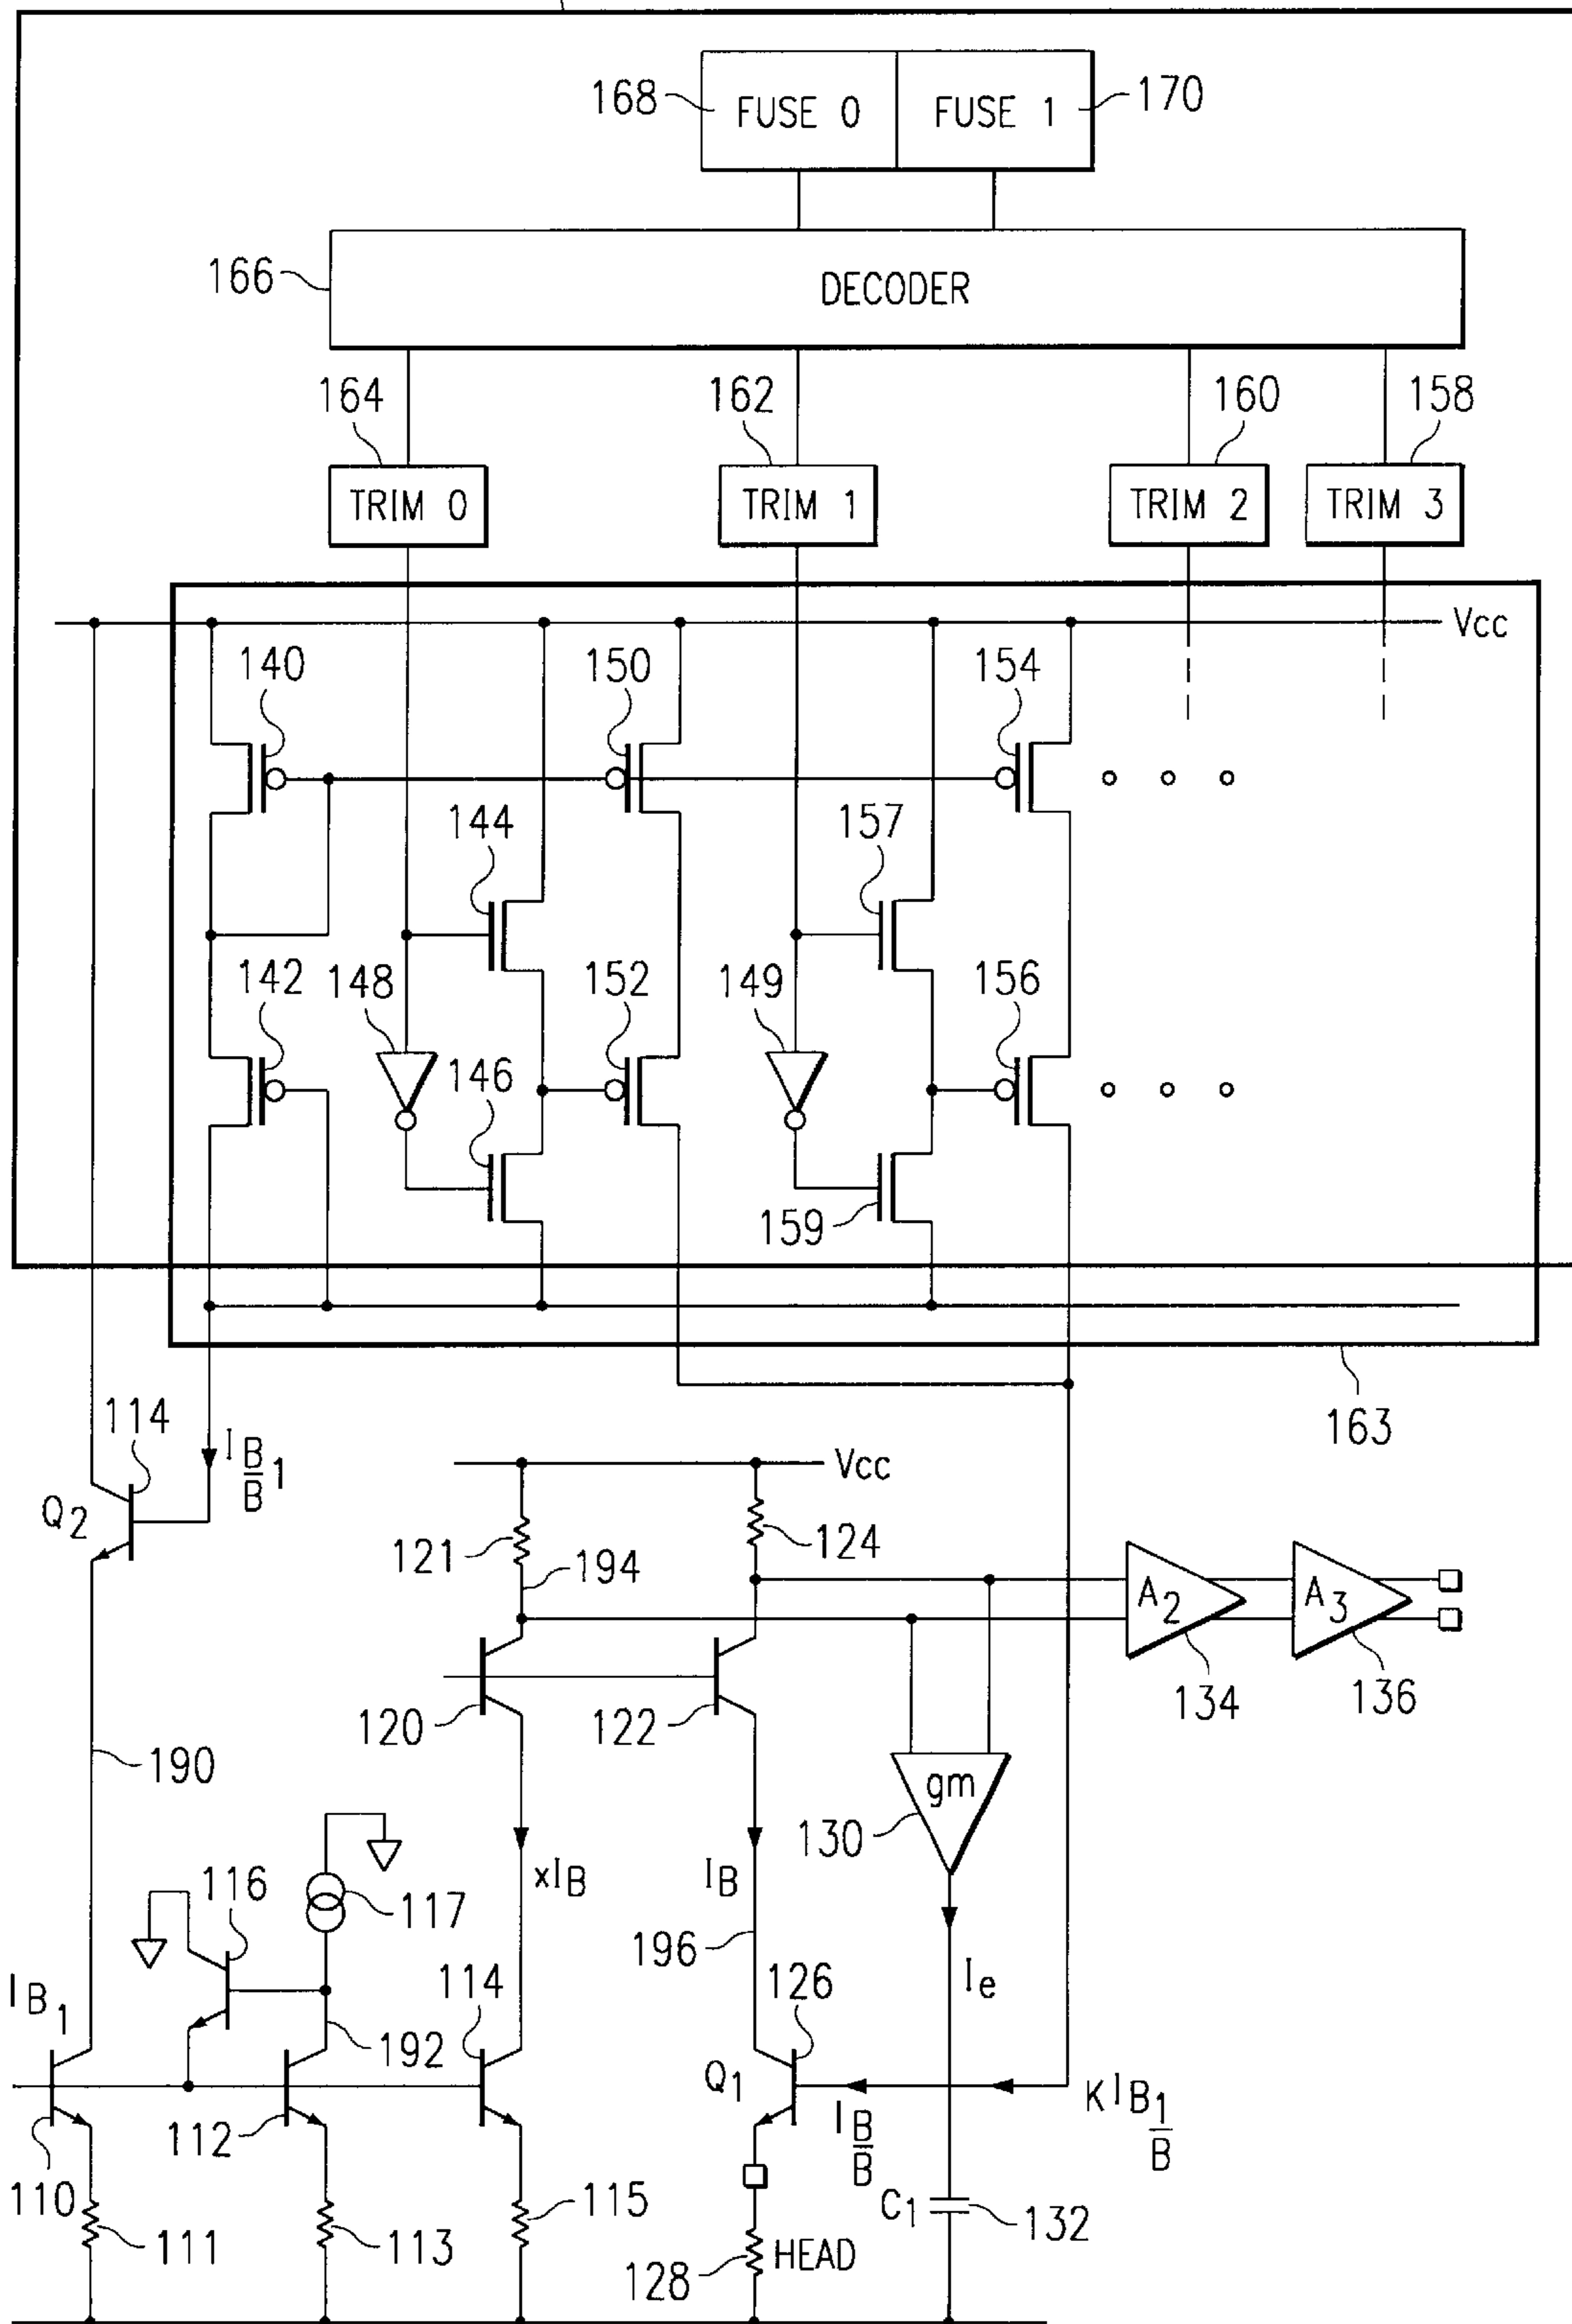 168 FUSE 0 FUSE 1 170
166 DECODER
164 162 160 158
TRIM 0 TRIM 1 TRIM 2 TRIM 3
Vcc
140 150 154
144 157
142 148 152 149 156
146
159
163
114
Q2
IB/B1
Vcc
121 124
194
A2 A3
134 136
120 122
190
gm
130
xIB IB
116
117
196
Ie
IB1
114 126
192
Q1
112
IB/B
KIB1/B
110
115 C1 132
111 113 128 HEAD